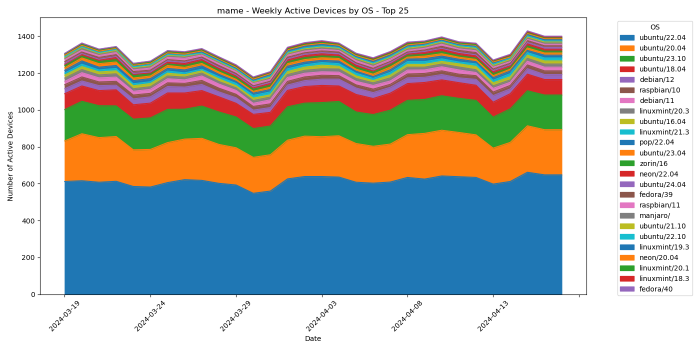 mame - Weekly Active Devices by OS - Top 25
Number of Active Devices
1400
1200
1000
800
600
400
200
0
2024-03-19
2024-03-24
2024-03-29
2024-04-03
2024-04-08
2024-04-13
Date
OS
ubuntu/22.04
ubuntu/20.04
ubuntu/23.10
ubuntu/18.04
debian/12
raspbian/10
debian/11
linuxmint/20.3
ubuntu/16.04
linuxmint/21.3
pop/22.04
ubuntu/23.04
zorin/16
neon/22.04
ubuntu/24.04
fedora/39
raspbian/11
manjaro/
ubuntu/21.10
ubuntu/22.10
linuxmint/19.3
neon/20.04
linuxmint/20.1
linuxmint/18.3
fedora/40